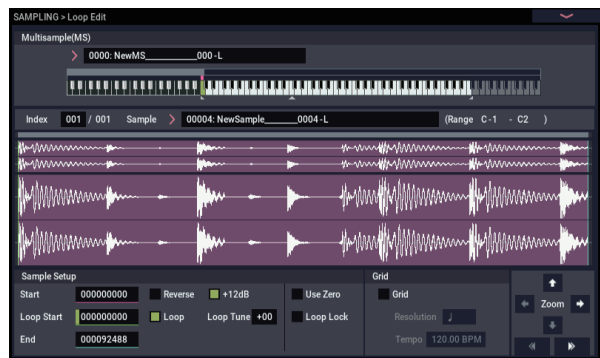 SAMPLING > Loop Edit
Multisample(MS)
0000: NewMS____________000-L
Index 001 / 001 Sample 00004: NewSample________0004-L (Range C-1 - C2 )
Sample Setup
Grid
Start 000000000 Reverse +12dB Use Zero Grid
Zoom
Loop Start 000000000 Loop Loop Tune +00 Loop Lock Resolution ♩
End 000092488 Tempo 120.00 BPM